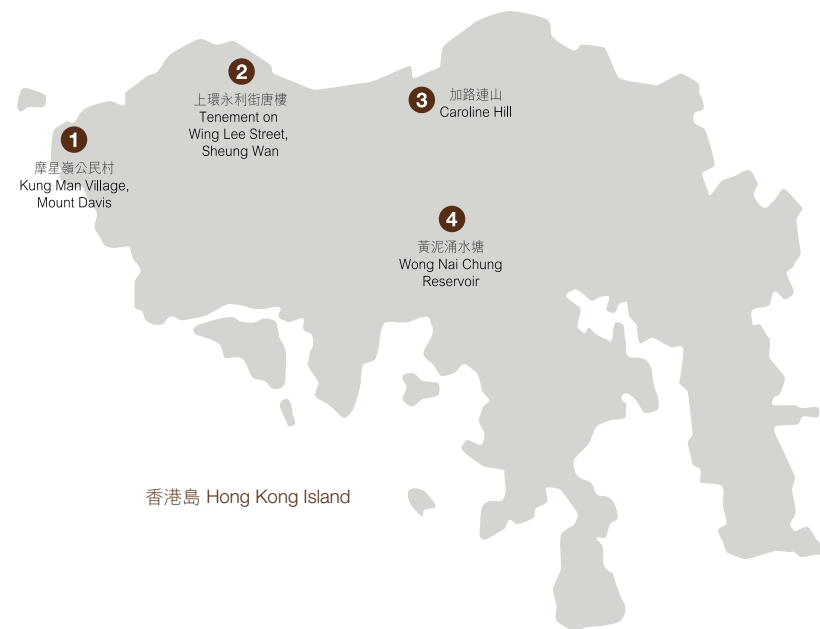 1
摩星嶺公民村
Kung Man Village,
Mount Davis
2
上環永利街唐樓
Tenement on
Wing Lee Street,
Sheung Wan
3
加路連山
Caroline Hill
4
黃泥涌水塘
Wong Nai Chung
Reservoir
香港島 Hong Kong Island